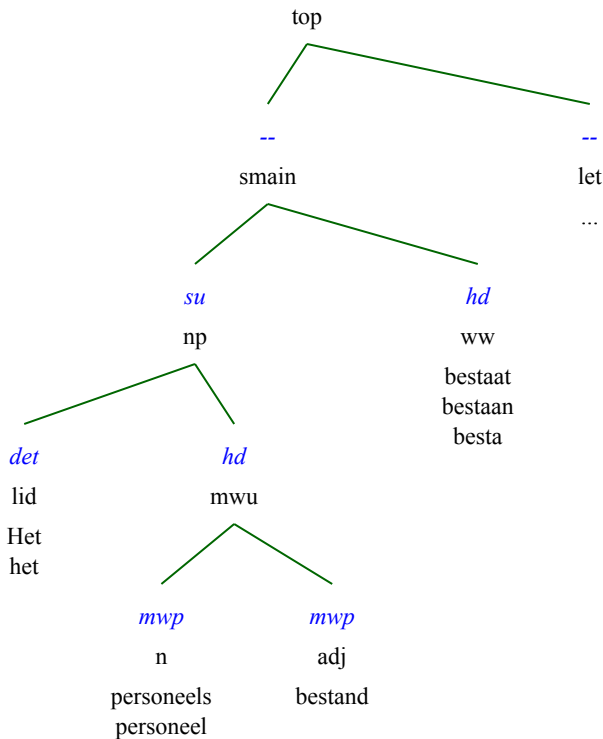 top
-- --
smain let
...
su hd
np ww
bestaat
bestaan
besta
det hd
lid mwu
Het
het
mwp mwp
n adj
personeels bestand
personeel